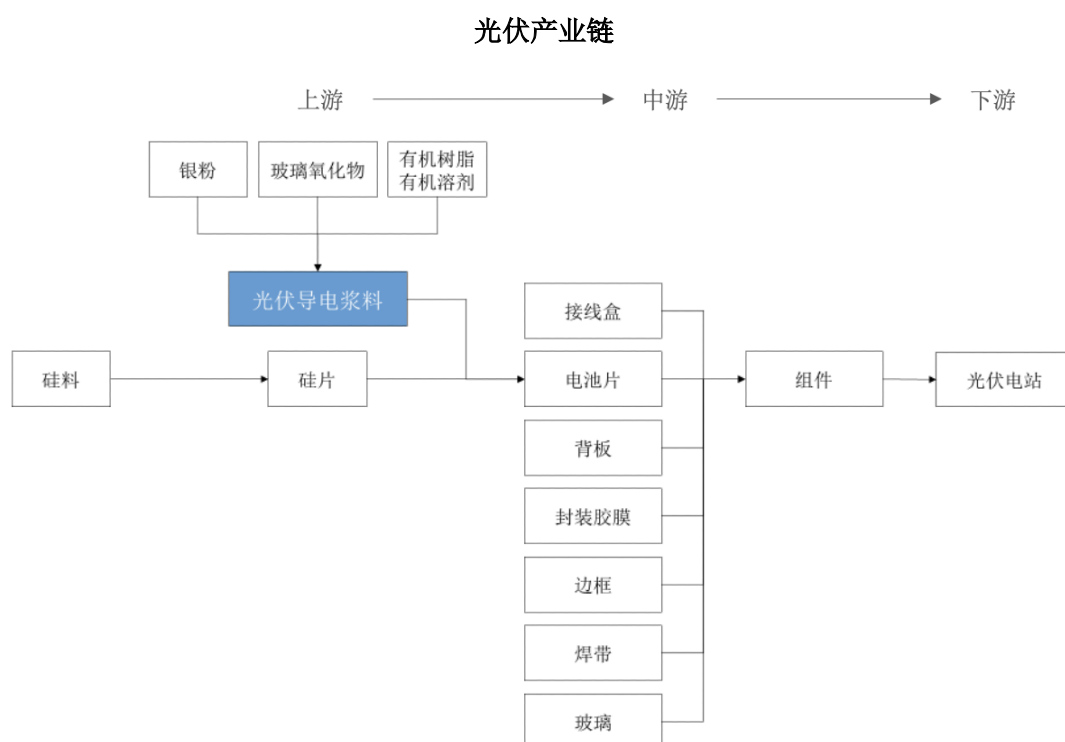 光伏产业链
上游
中游
下游
银粉
玻璃氧化物
有机树脂
有机溶剂
光伏导电浆料
接线盒
硅料
硅片
电池片
组件
光伏电站
背板
封装胶膜
边框
焊带
玻璃